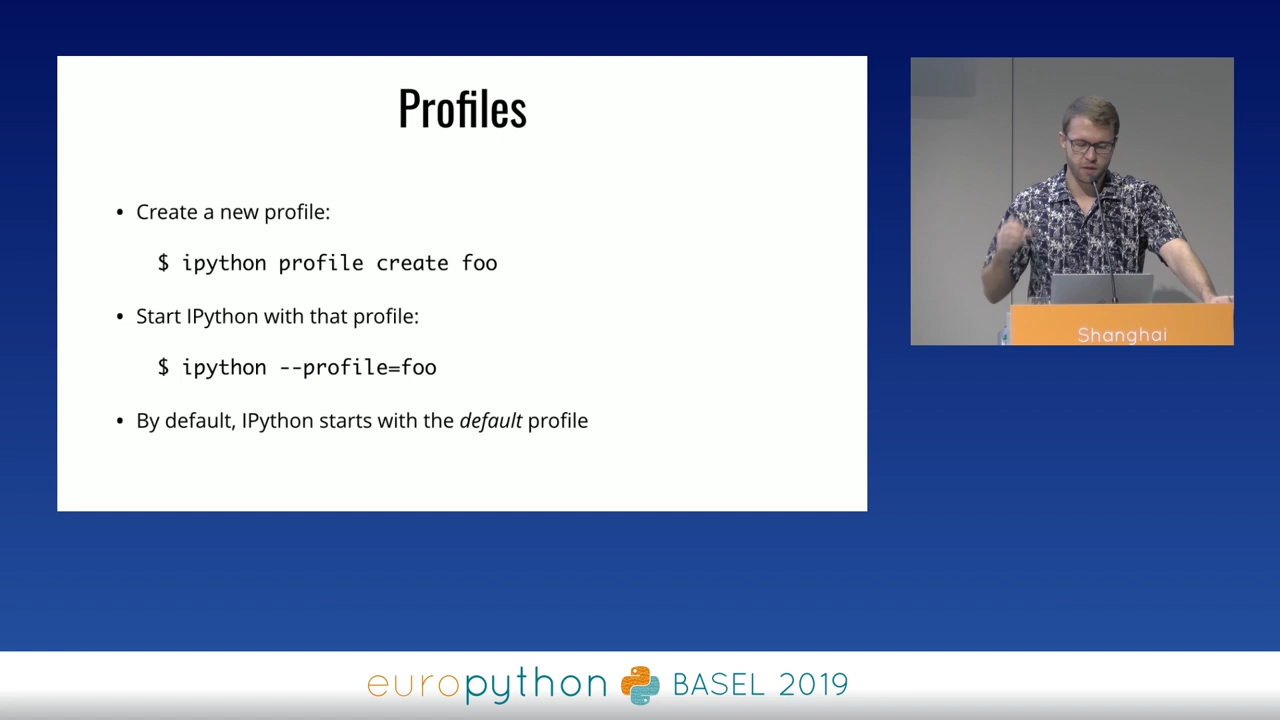 Profiles
• Create a new profile:
$ ipython profile create foo
• Start IPython with that profile:
$ ipython --profile=foo
• By default, IPython starts with the default profile
Shanghai
europython BASEL 2019